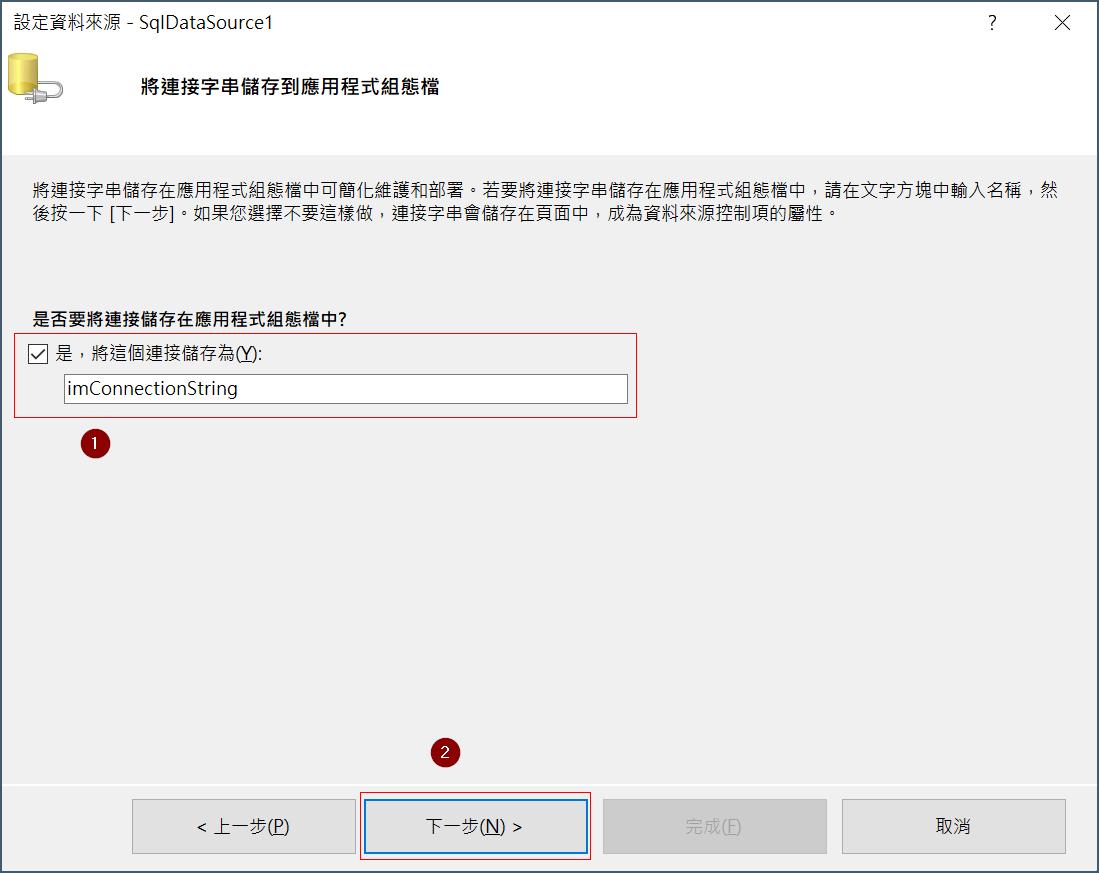 設定資料來源 - SqlDataSource1
?
將連接字串儲存到應用程式組態檔
將連接字串儲存在應用程式組態檔中可簡化維護和部署。若要將連接字串儲存在應用程式組態檔中，請在文字方塊中輸入名稱，然
後按一下 [下一步]。如果您選擇不要這樣做，連接字串會儲存在頁面中，成為資料來源控制項的屬性。
是否要將連接儲存在應用程式組態檔中?
是，將這個連接儲存為(Y):
imConnectionString
1
2
< 上一步(P)
下一步(N) >
完成(F)
取消